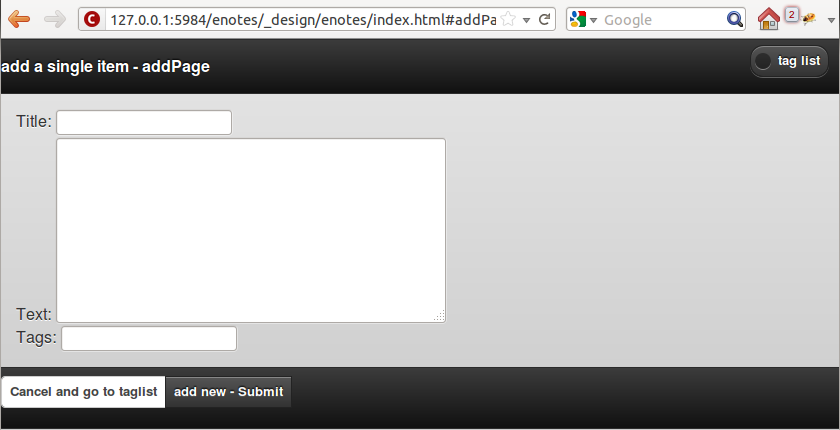 127.0.0.1:5984/enotes/_design/enotes/index.html#addPa
Google
2
add a single item - addPage
tag list
Title:
Text:
Tags:
Cancel and go to taglist
add new - Submit